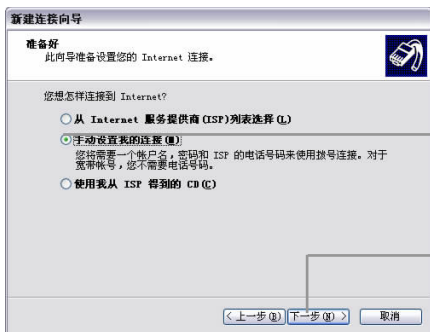 新建连接向导
准备好
此向导准备设置您的 Internet 连接。
您想怎样连接到 Internet?
从 Internet 服务提供商(ISP)列表选择(L)
手动设置我的连接(M)
您将需要一个帐户名，密码和 ISP 的电话号码来使用拨号连接。对于
宽带帐号，您不需要电话号码。
使用我从 ISP 得到的 CD(C)
< 上一步(B) 下一步(N) > 取消